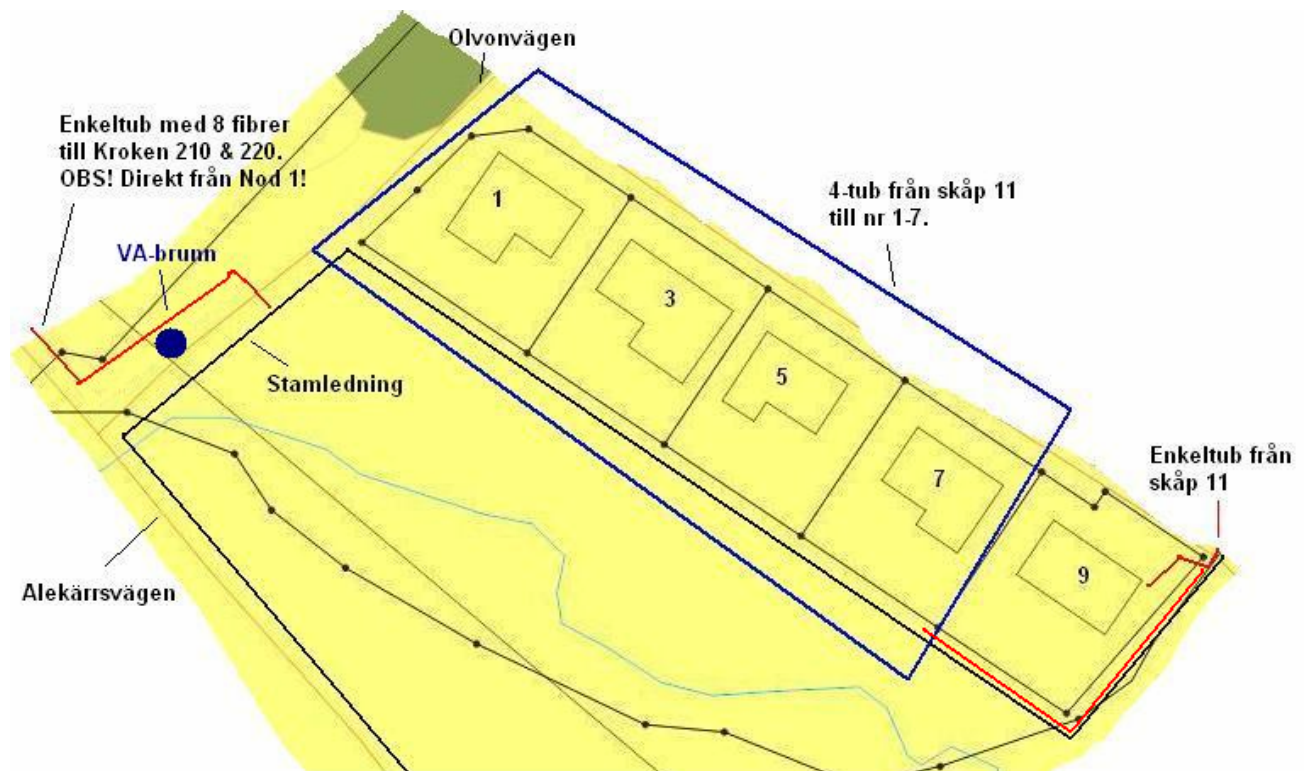 Olvonvägen
Enkeltub med 8 fibrer
till Kroken 210 & 220.
OBS! Direkt från Nod 1!
VA-brunn
4-tub från skåp 11
till nr 1-7.
1
3
5
7
9
Stamledning
Enkeltub från
skåp 11
Alekärrsvägen